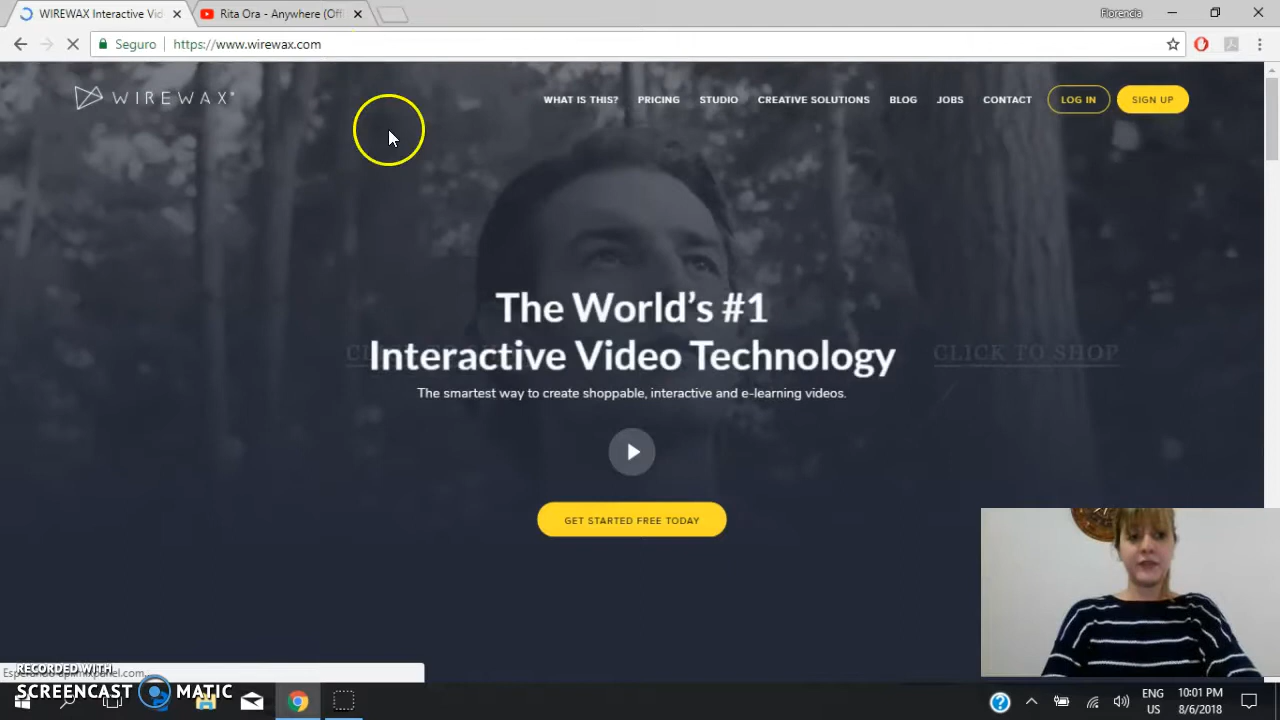 WIREWAX Interactive Vid
Rita Ora - Anywhere (Offi
Florencia
Seguro
https://www.wirewax.com
WIREWAX
WHAT IS THIS?
PRICING
STUDIO
CREATIVE SOLUTIONS
BLOG
JOBS
CONTACT
LOG IN
SIGN UP
The World's #1
Interactive Video Technology
CLICK TO SHOP
The smartest way to create shoppable, interactive and e-learning videos.
GET STARTED FREE TODAY
RECORDED WITH
SCREENCAST MATIC
ENG
US
10:01 PM
8/6/2018